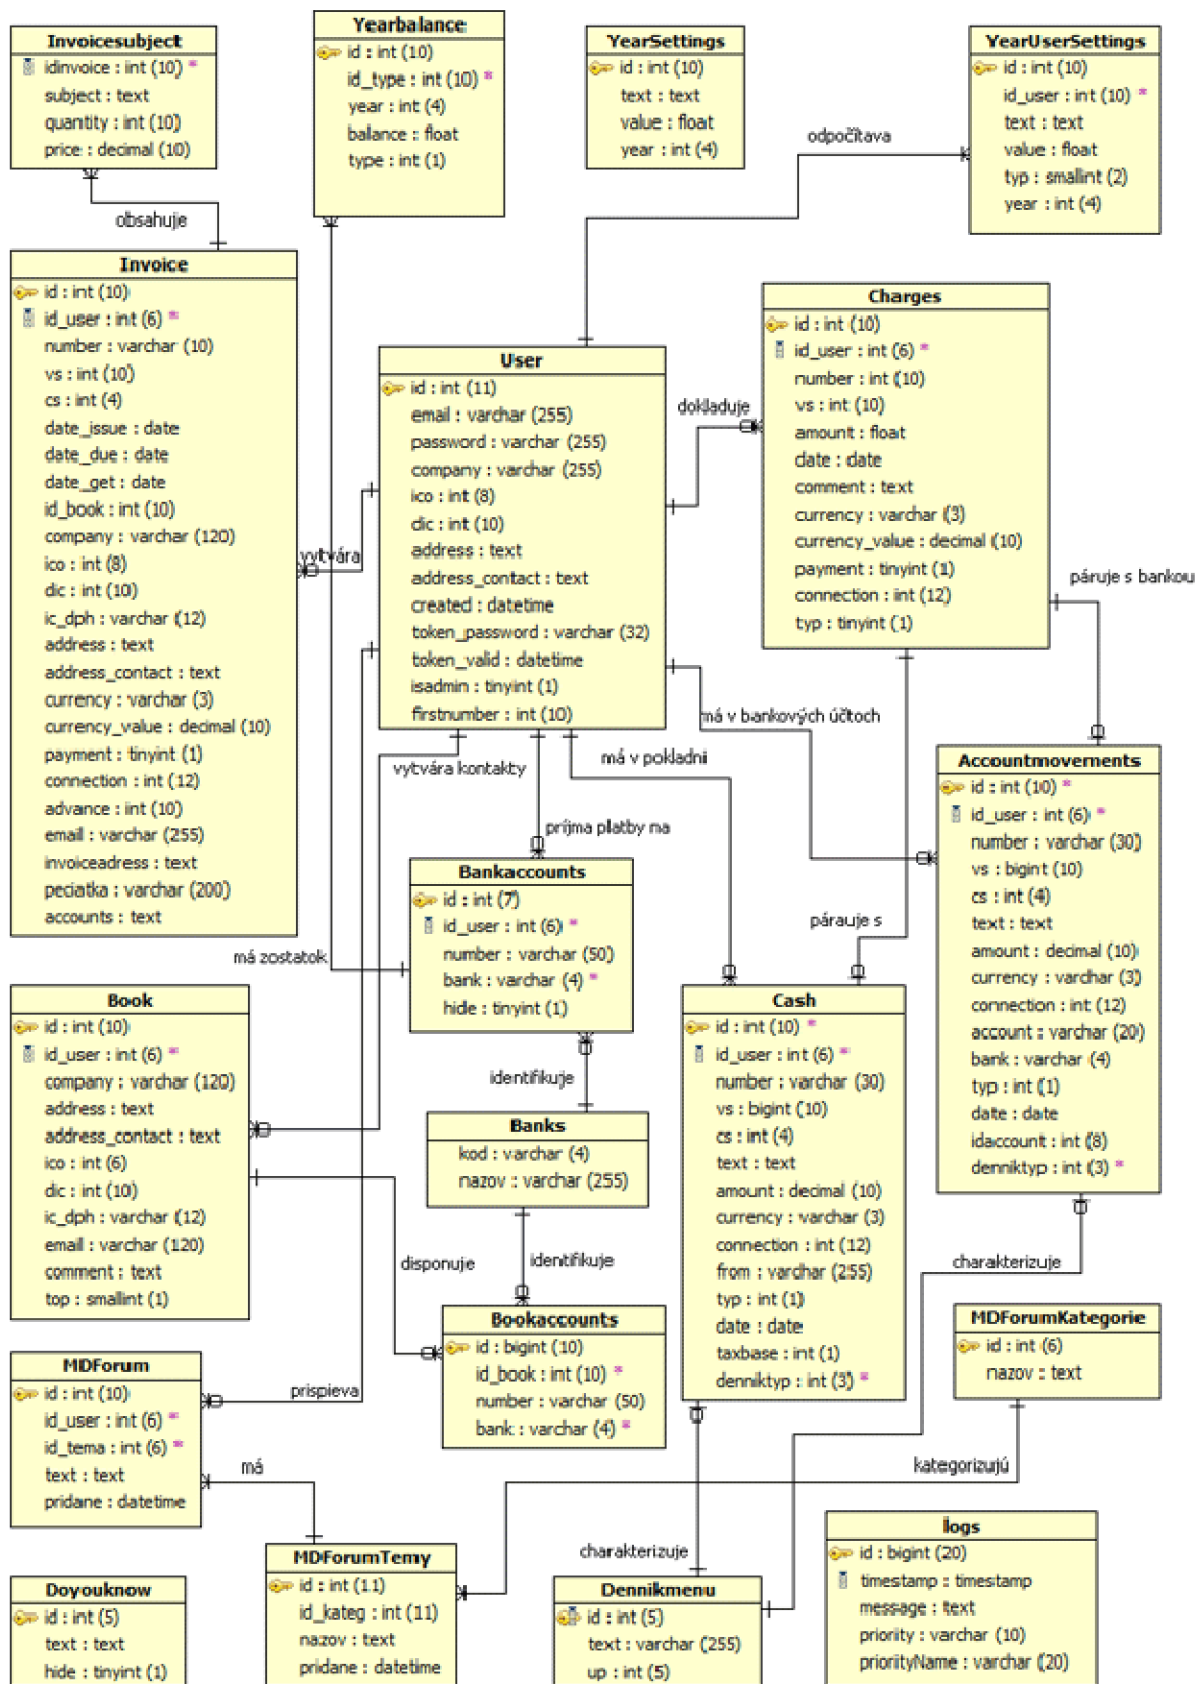 Invoicesubject
idinvoice : int (10) *
subject : text
quantity : int (10)
price : decimal (10)
Yearbalance
id : int (10)
id_type : int (10) *
year : int (4)
balance : float
type : int (1)
YearSettings
id : int (10)
text : text
value : float
year : int (4)
YearUserSettings
id : int (10)
id_user : int (10) *
text : text
value : float
typ : smallint (2)
year : int (4)
odpočítava
obsahuje
Invoice
id : int (10)
id_user : int (6) *
number : varchar (10)
vs : int (10)
cs : int (4)
date_issue : date
date_due : date
date_get : date
id_book : int (10)
company : varchar (120)
ico : int (8)
dic : int (10)
ic_dph : varchar (12)
address : text
address_contact : text
currency : varchar (3)
currency_value : decimal (10)
payment : tinyint (1)
connection : int (12)
advance : int (10)
email : varchar (255)
invoiceadress : text
peciatka : varchar (200)
accounts : text
vytvára
User
id : int (11)
email : varchar (255)
password : varchar (255)
company : varchar (255)
ico : int (8)
dic : int (10)
address : text
address_contact : text
created : datetime
token_password : varchar (32)
token_valid : datetime
isadmin : tinyint (1)
firstnumber : int (10)
dokladuje
Charges
id : int (10)
id_user : int (6) *
number : int (10)
vs : int (10)
amount : float
date : date
comment : text
currency : varchar (3)
currency_value : decimal (10)
payment : tinyint (1)
connection : int (12)
typ : tinyint (1)
páruje s bankou
má v bankových účtoch
vytvára kontakty
má v pokladni
príjma platby na
Accountmovements
id : int (10) *
id_user : int (6) *
number : varchar (30)
vs : bigint (10)
cs : int (4)
text : text
amount : decimal (10)
currency : varchar (3)
connection : int (12)
account : varchar (20)
bank : varchar (4)
typ : int (1)
date : date
idaccount : int (8)
denniktyp : int (3) *
Bankaccounts
id : int (7)
id_user : int (6) *
number : varchar (50)
bank : varchar (4) *
hide : tinyint (1)
párauje s
má zostatok
Book
id : int (10)
id_user : int (6) *
company : varchar (120)
address : text
address_contact : text
ico : int (6)
dic : int (10)
ic_dph : varchar (12)
email : varchar (120)
comment : text
top : smallint (1)
identifikuje
Banks
kod : varchar (4)
nazov : varchar (255)
Cash
id : int (10) *
id_user : int (6) *
number : varchar (30)
vs : bigint (10)
cs : int (4)
text : text
amount : decimal (10)
currency : varchar (3)
connection : int (12)
from : varchar (255)
typ : int (1)
date : date
taxbase : int (1)
denniktyp : int (3) *
disponuje
identifikuje
charakterizuje
Bookaccounts
id : bigint (10)
id_book : int (10) *
number : varchar (50)
bank : varchar (4) *
MDForumKategorie
id : int (6)
nazov : text
MDForum
id : int (10)
id_user : int (6) *
id_tema : int (6) *
text : text
pridane : datetime
prispieva
má
kategorizujú
charakterizuje
Doyouknow
id : int (5)
text : text
hide : tinyint (1)
MDForumTemy
id : int (11)
id_kateg : int (11)
nazov : text
pridane : datetime
Dennikmenu
id : int (5)
text : varchar (255)
up : int (5)
logs
id : bigint (20)
timestamp : timestamp
message : text
priority : varchar (10)
priorityName : varchar (20)